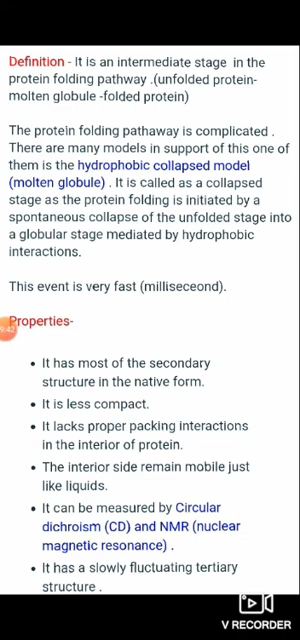 Definition - It is an intermediate stage in the
protein folding pathway .(unfolded protein-
molten globule -folded protein)
The protein folding pathaway is complicated .
There are many models in support of this one of
them is the hydrophobic collapsed model
(molten globule) . It is called as a collapsed
stage as the protein folding is initiated by a
spontaneous collapse of the unfolded stage into
a globular stage mediated by hydrophobic
interactions.
This event is very fast (milliseceond).
Properties-
9:42
• It has most of the secondary
structure in the native form.
• It is less compact.
• It lacks proper packing interactions
in the interior of protein.
• The interior side remain mobile just
like liquids.
• It can be measured by Circular
dichroism (CD) and NMR (nuclear
magnetic resonance) .
• It has a slowly fluctuating tertiary
structure .
V RECORDER